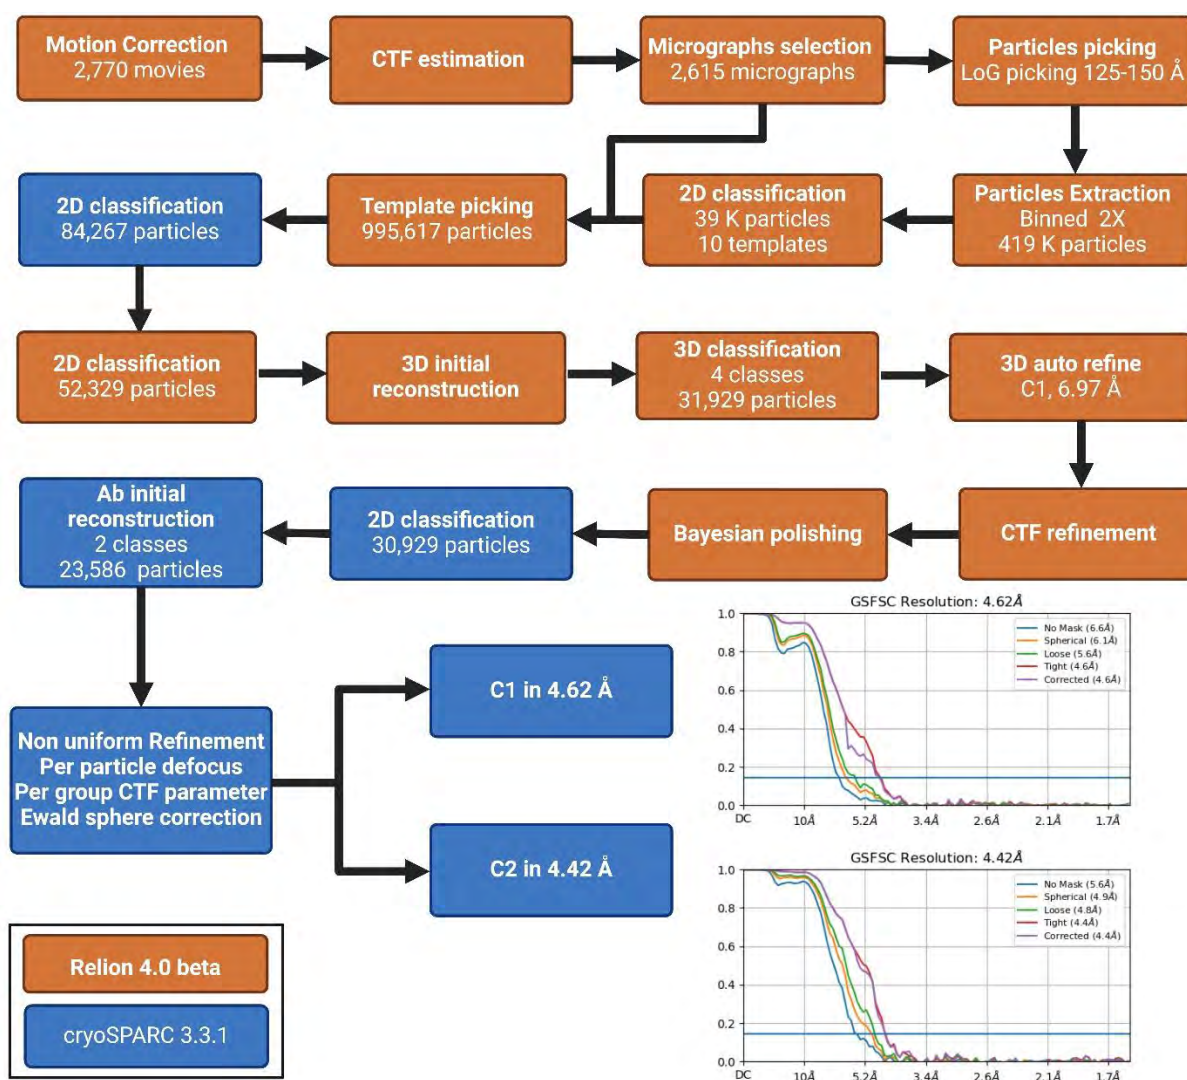 Motion Correction
2,770 movies
CTF estimation
Micrographs selection
2,615 micrographs
Particles picking
LoG picking 125-150 Å
2D classification
84,267 particles
Template picking
995,617 particles
2D classification
39 K particles
10 templates
Particles Extraction
Binned 2X
419 K particles
2D classification
52,329 particles
3D initial
reconstruction
3D classification
4 classes
31,929 particles
3D auto refine
C1, 6.97 Å
Ab initial
reconstruction
2 classes
23,586 particles
2D classification
30,929 particles
Bayesian polishing
CTF refinement
Non uniform Refinement
Per particle defocus
Per group CTF parameter
Ewald sphere correction
C1 in 4.62 Å
C2 in 4.42 Å
GSFSC Resolution: 4.62Å
1.0
0.8
0.6
0.4
0.2
0.0
No Mask (6.6Å)
Spherical (6.1Å)
Loose (5.6Å)
Tight (4.6Å)
Corrected (4.6Å)
DC 10Å 5.2Å 3.4Å 2.6Å 2.1Å 1.7Å
GSFSC Resolution: 4.42Å
1.0
0.8
0.6
0.4
0.2
0.0
No Mask (5.6Å)
Spherical (4.9Å)
Loose (4.8Å)
Tight (4.4Å)
Corrected (4.4Å)
DC 10Å 5.2Å 3.4Å 2.6Å 2.1Å 1.7Å
Relion 4.0 beta
cryoSPARC 3.3.1